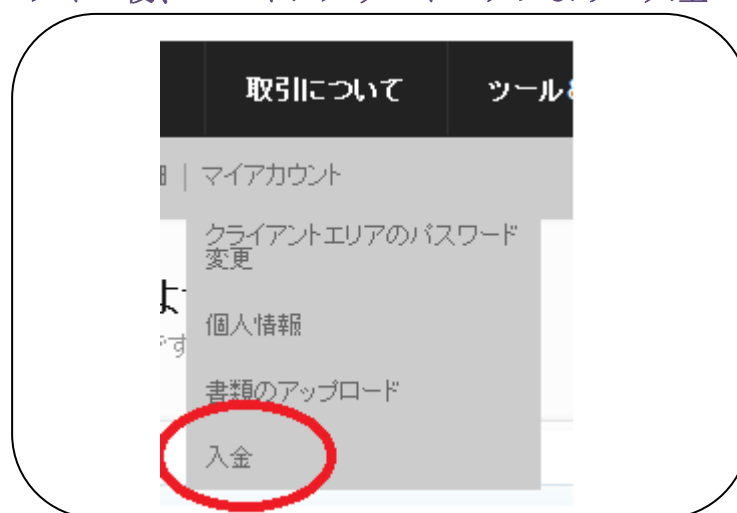 取引について ツール
| マイアカウント
クライアントエリアのパスワード
変更
個人情報
書類のアップロード
入金